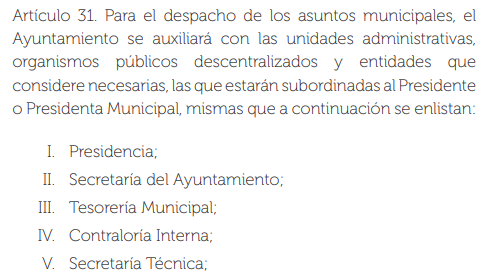 Artículo 31. Para el despacho de los asuntos municipales, el
Ayuntamiento se auxiliará con las unidades administrativas,
organismos públicos descentralizados y entidades que
considere necesarias, las que estarán subordinadas al Presidente
o Presidenta Municipal, mismas que a continuación se enlistan:
I. Presidencia;
II. Secretaría del Ayuntamiento;
III. Tesorería Municipal;
IV. Contraloría Interna;
V. Secretaría Técnica;